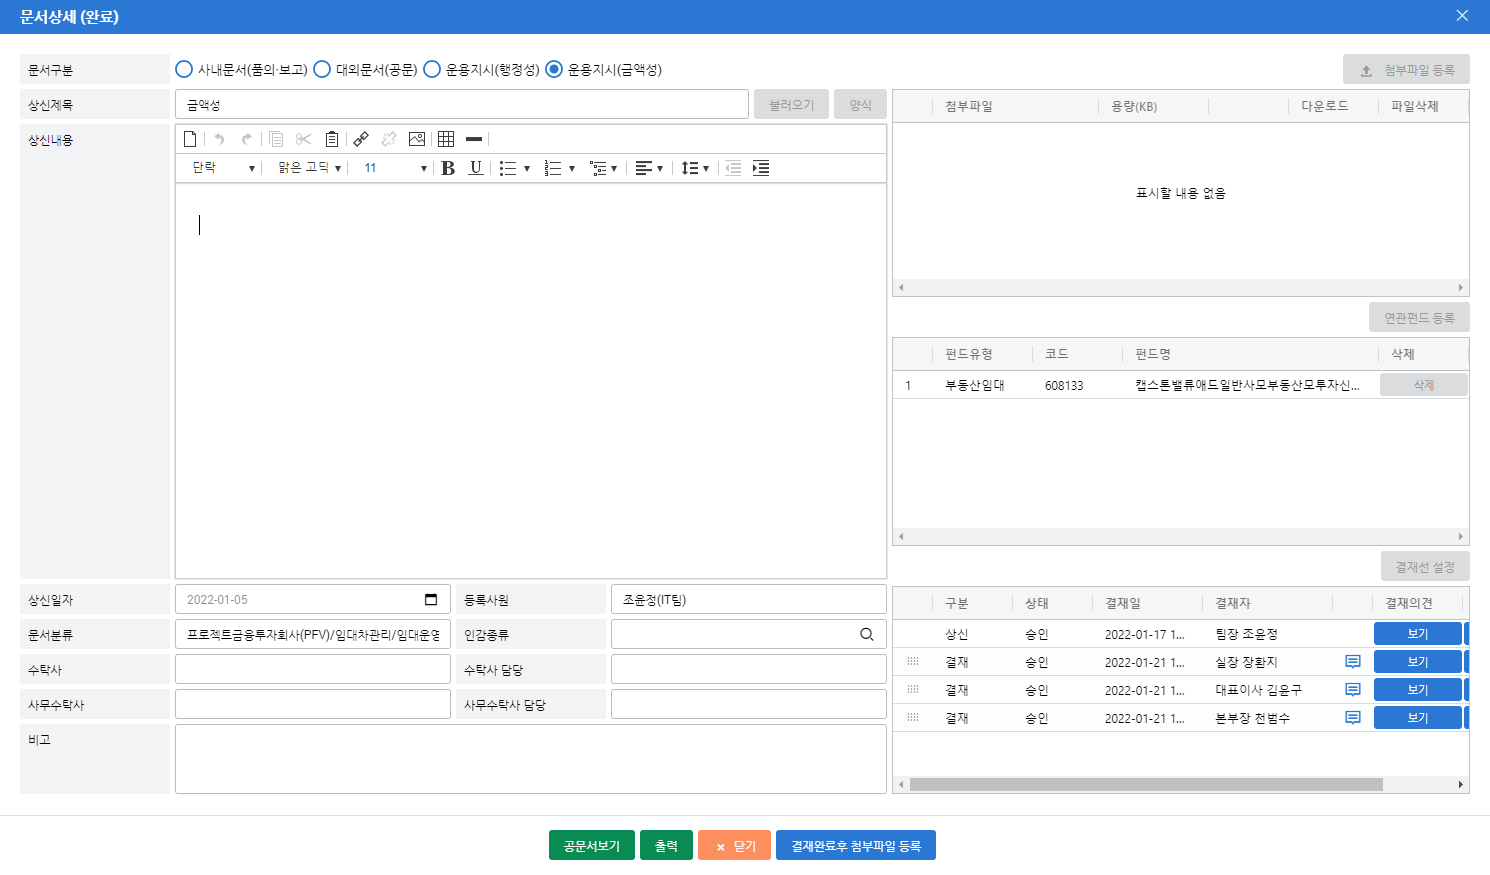 문서상세 (완료)
문서구분
사내문서(품의·보고) 대외문서(공문) 운용지시(행정성) 운용지시(금액성)
첨부파일 등록
상신제목
금액성
불러오기 양식
상신내용
단락 맑은 고딕 11 B U
첨부파일 용량(KB) 다운로드 파일삭제
표시할 내용 없음
연관펀드 등록
펀드유형 코드 펀드명 삭제
1 부동산임대 608133 캡스톤밸류애드일반사모부동산모투자신... 삭제
결재선 설정
상신일자 2022-01-05 등록사원 조윤정(IT팀)
문서분류 프로젝트금융투자회사(PFV)/임대차관리/임대운영 인감종류
수탁사 수탁사 담당
사무수탁사 사무수탁사 담당
비고
구분 상태 결재일 결재자 결재의견
상신 승인 2022-01-17 1... 팀장 조윤정 보기
결재 승인 2022-01-21 1... 실장 장환지 보기
결재 승인 2022-01-21 1... 대표이사 김윤구 보기
결재 승인 2022-01-21 1... 본부장 천범수 보기
공문서보기 출력 × 닫기 결재완료후 첨부파일 등록